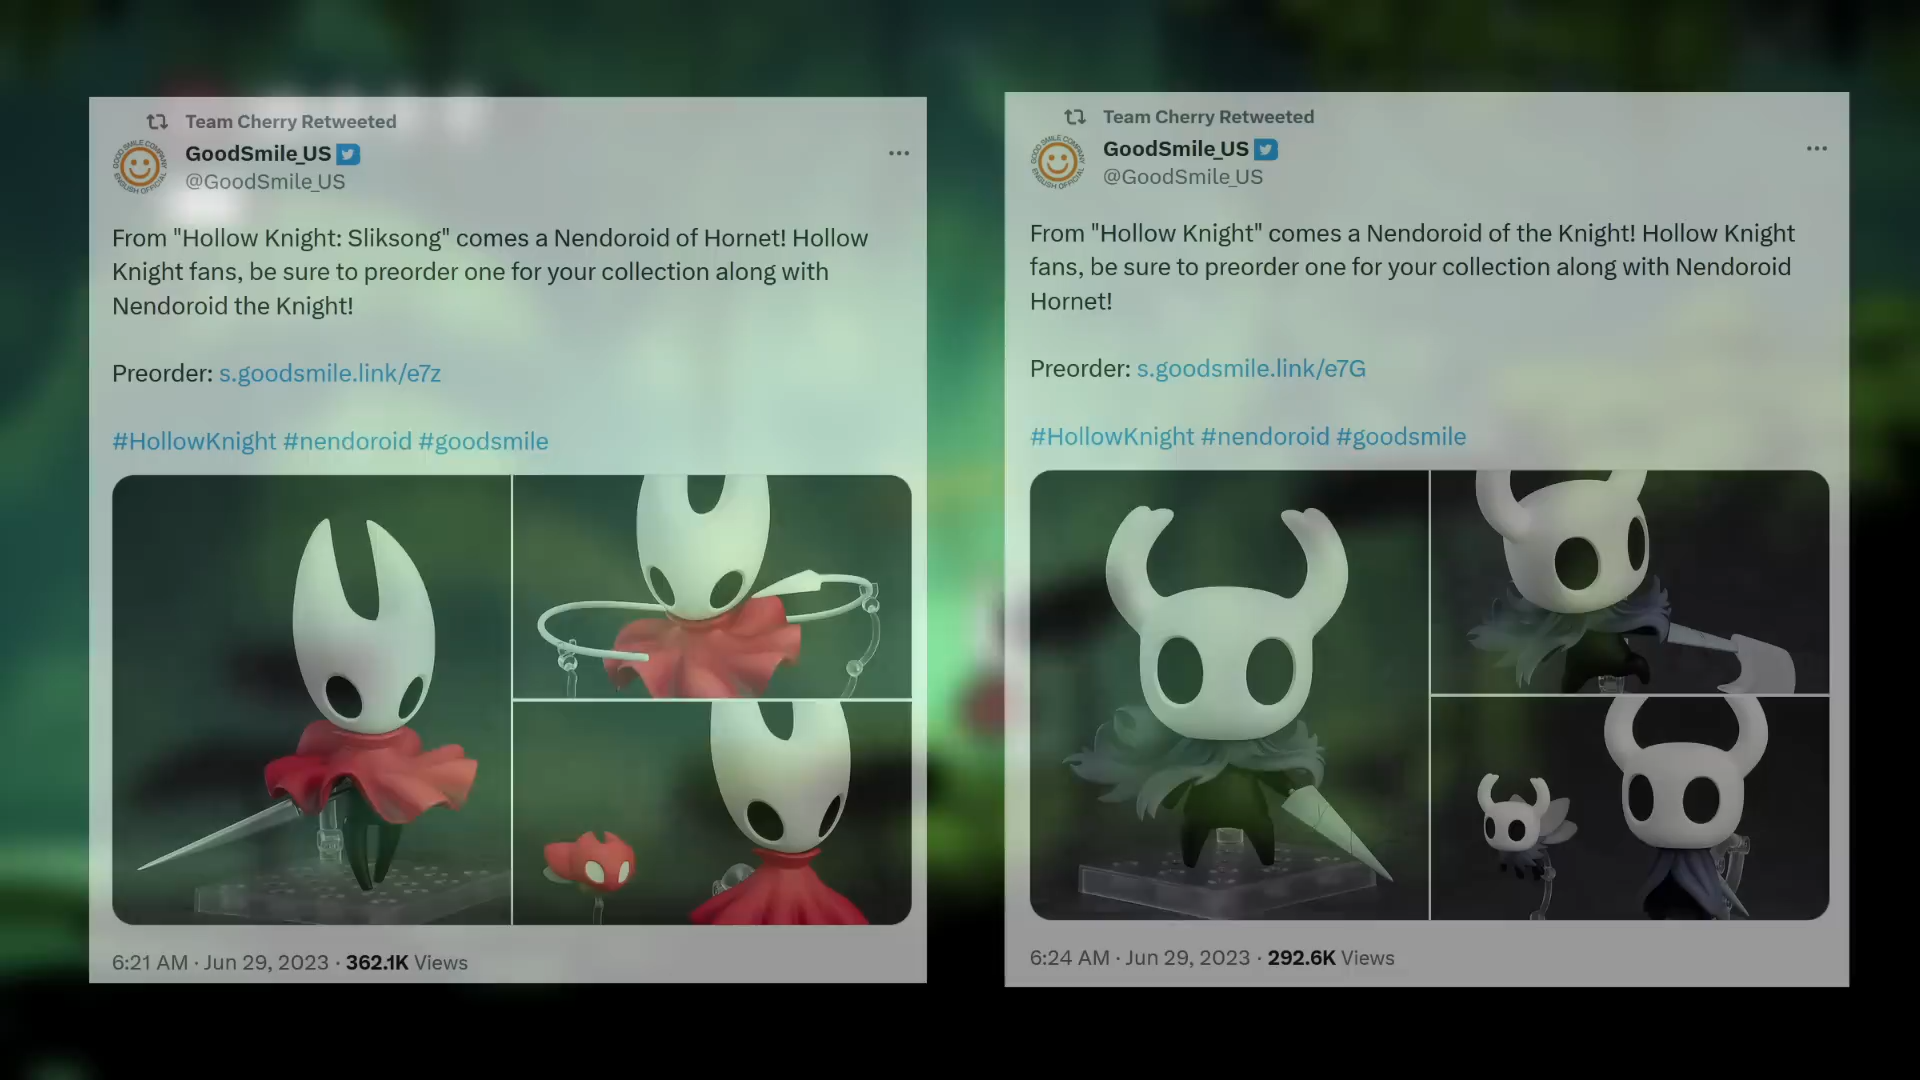 Team Cherry Retweeted
GoodSmile_US
@GoodSmile_US
From "Hollow Knight: Sliksong" comes a Nendoroid of Hornet! Hollow
Knight fans, be sure to preorder one for your collection along with
Nendoroid the Knight!
Preorder: s.goodsmile.link/e7z
#HollowKnight #nendoroid #goodsmile
6:21 AM · Jun 29, 2023 · 362.1K Views
Team Cherry Retweeted
GoodSmile_US
@GoodSmile_US
From "Hollow Knight" comes a Nendoroid of the Knight! Hollow Knight
fans, be sure to preorder one for your collection along with Nendoroid
Hornet!
Preorder: s.goodsmile.link/e7G
#HollowKnight #nendoroid #goodsmile
6:24 AM · Jun 29, 2023 · 292.6K Views